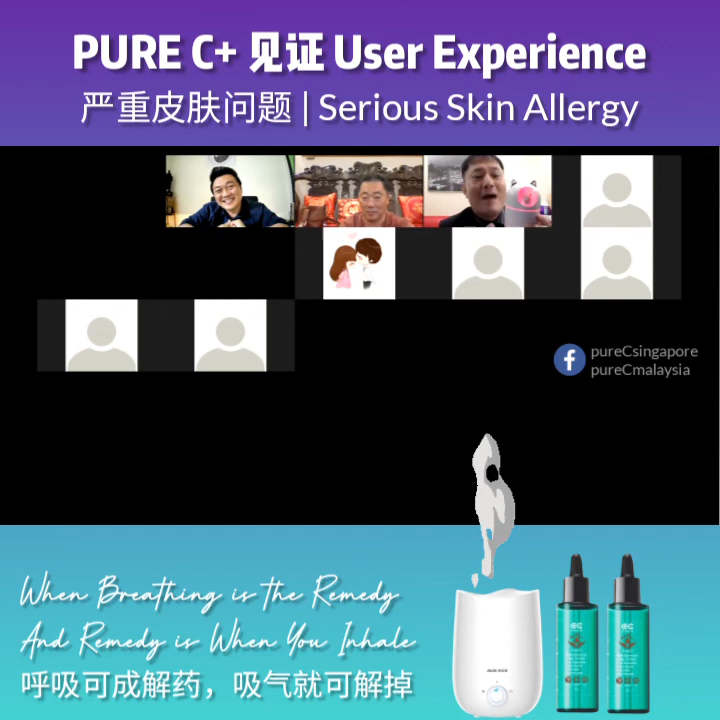 PURE C+ 见证 User Experience
严重皮肤问题 | Serious Skin Allergy
pureCsingapore
pureCmalaysia
When Breathing is the Remedy
And Remedy is When You Inhale
呼吸可成解药，吸气就可解掉